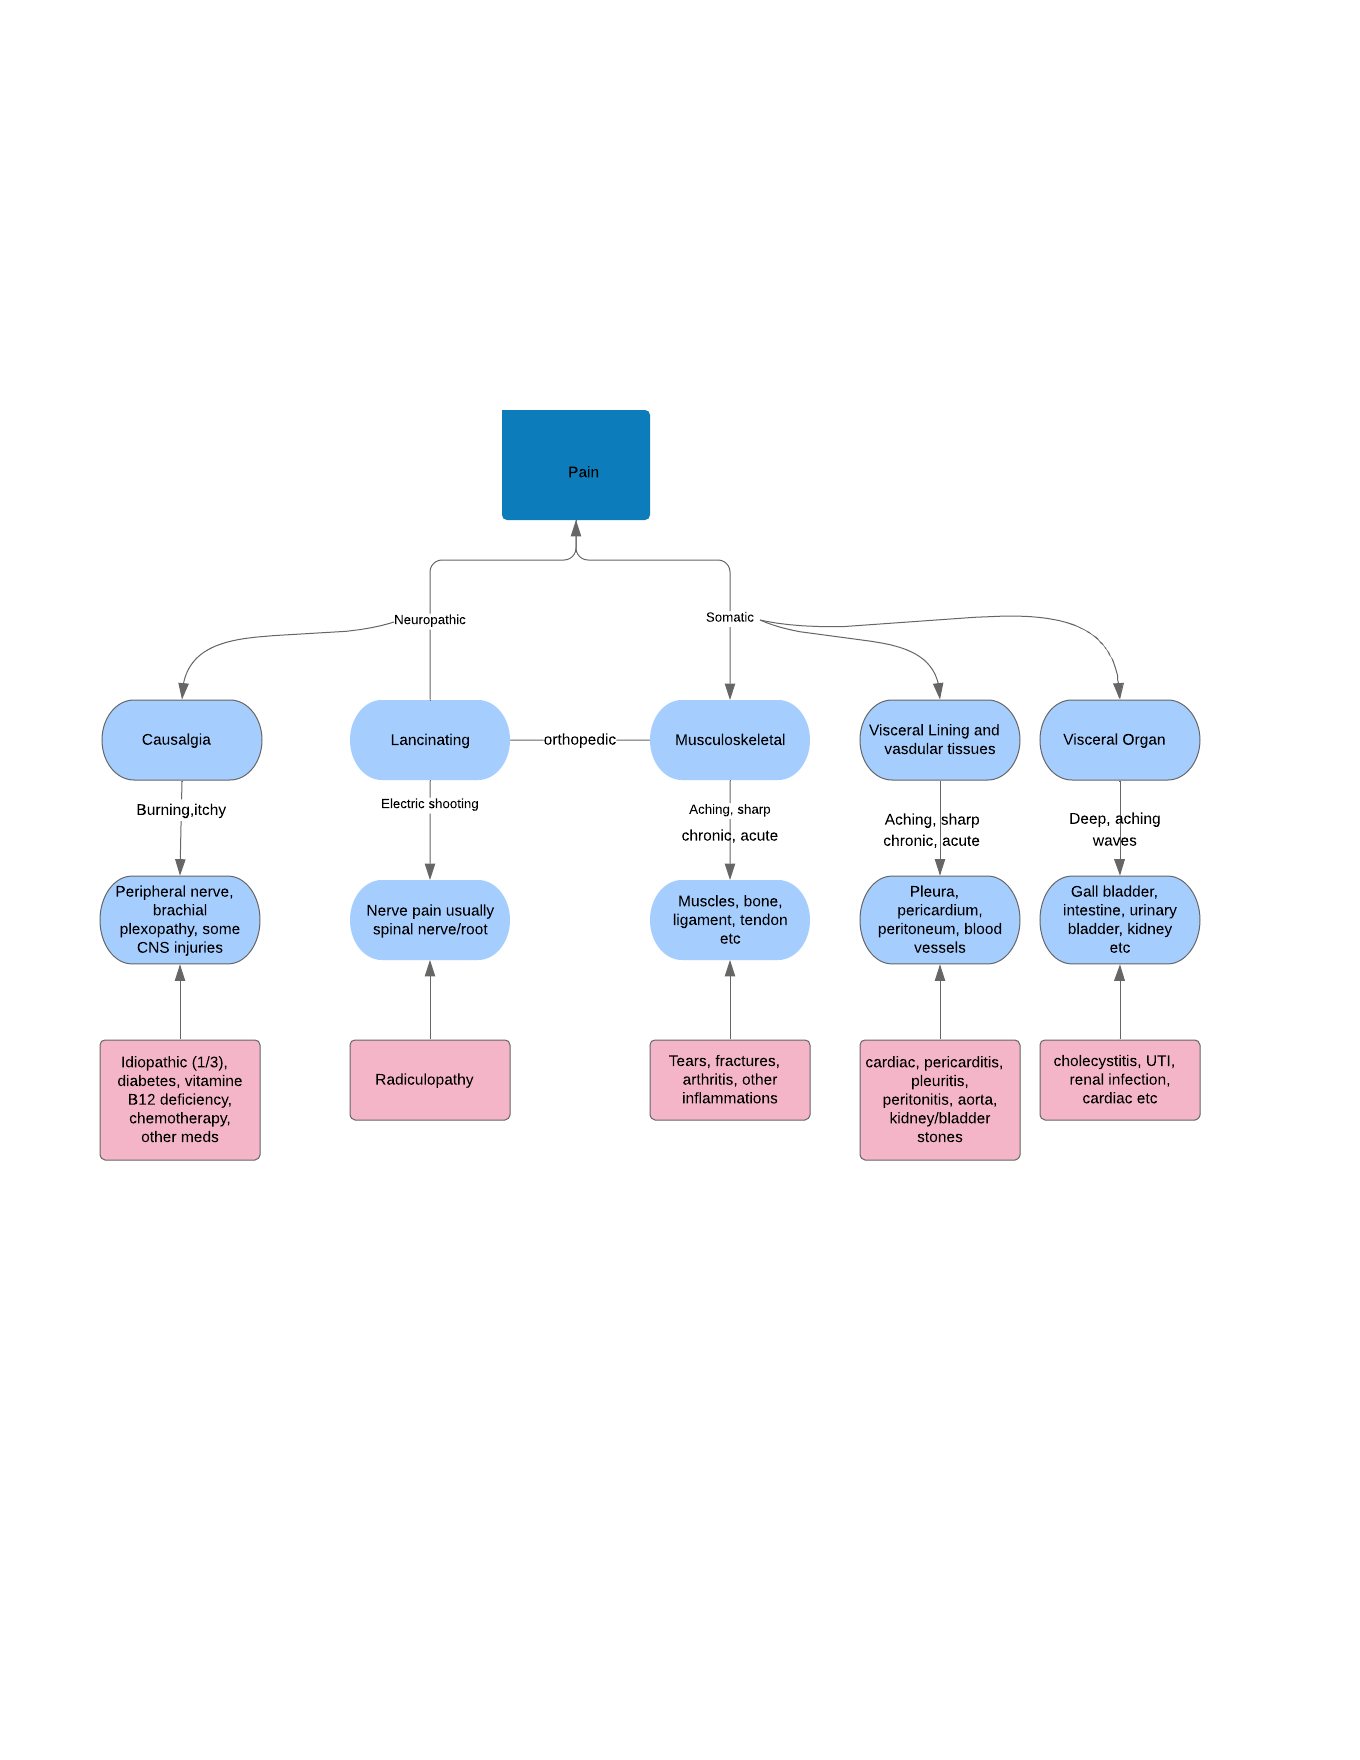 Pain
Neuropathic
Somatic
Causalgia
Lancinating
orthopedic
Musculoskeletal
Visceral Lining and
vasdular tissues
Visceral Organ
Burning,itchy
Electric shooting
Aching, sharp
chronic, acute
Aching, sharp
chronic, acute
Deep, aching
waves
Peripheral nerve,
brachial
plexopathy, some
CNS injuries
Nerve pain usually
spinal nerve/root
Muscles, bone,
ligament, tendon
etc
Pleura,
pericardium,
peritoneum, blood
vessels
Gall bladder,
intestine, urinary
bladder, kidney
etc
Idiopathic (1/3),
diabetes, vitamine
B12 deficiency,
chemotherapy,
other meds
Radiculopathy
Tears, fractures,
arthritis, other
inflammations
cardiac, pericarditis,
pleuritis,
peritonitis, aorta,
kidney/bladder
stones
cholecystitis, UTI,
renal infection,
cardiac etc